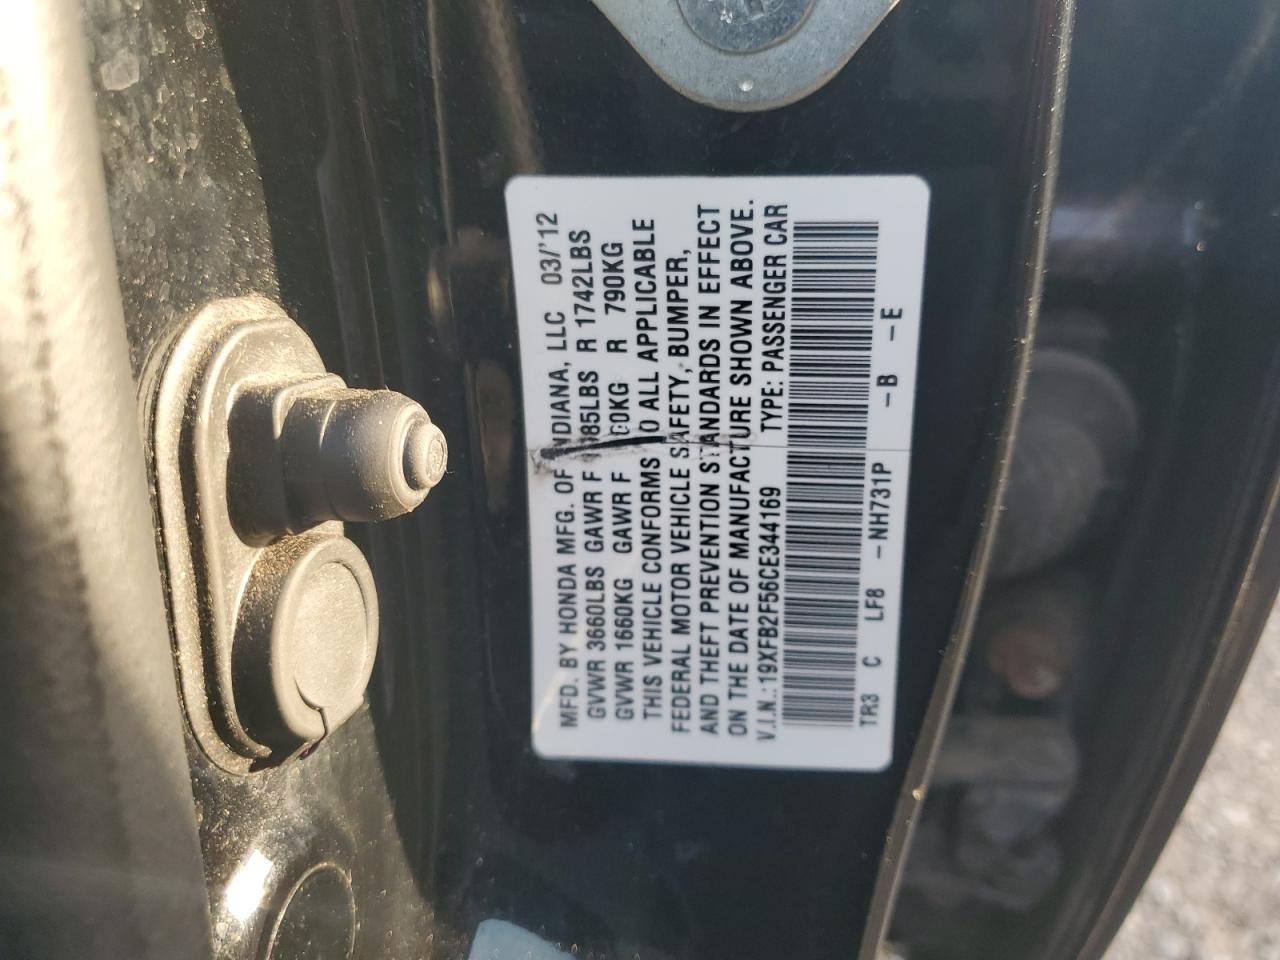 MFD. BY HONDA MFG. OF INDIANA, LLC 03/'12
GVWR 3660LBS GAWR F 85LBS R 1742LBS
GVWR 1660KG GAWR F 0KG R 790KG
THIS VEHICLE CONFORMS TO ALL APPLICABLE
FEDERAL MOTOR VEHICLE SAFETY, BUMPER,
AND THEFT PREVENTION STANDARDS IN EFFECT
ON THE DATE OF MANUFACTURE SHOWN ABOVE.
V.I.N.: 19XFB2F56CE344169 TYPE: PASSENGER CAR
TR3 C LF8 -NH731P -B -E